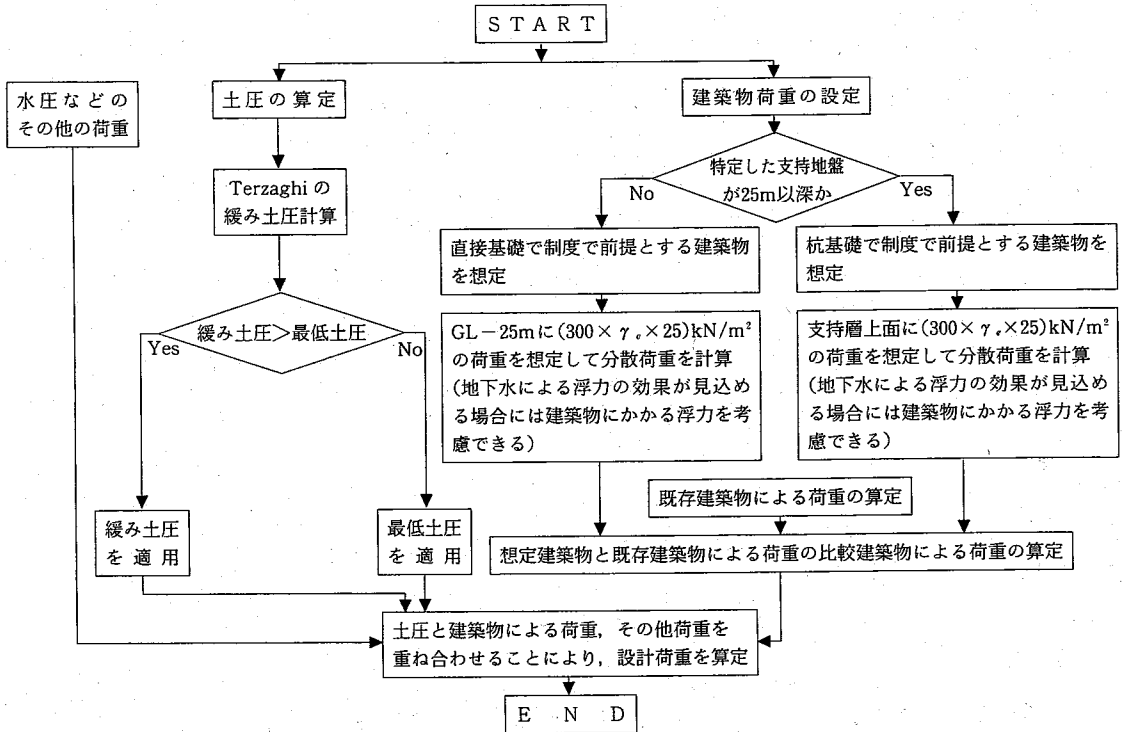 START
水圧などの
その他の荷重
土圧の算定
建築物荷重の設定
Terzaghiの
緩み土圧計算
特定した支持地盤
が25m以深か
No
Yes
直接基礎で制度で前提とする建築物
を想定
杭基礎で制度で前提とする建築物を
想定
緩み土圧>最低土圧
Yes
No
GL-25mに(300×γe×25)kN/m²
の荷重を想定して分散荷重を計算
(地下水による浮力の効果が見込め
る場合には建築物にかかる浮力を考
慮できる)
支持層上面に(300×γe×25)kN/m²
の荷重を想定して分散荷重を計算
(地下水による浮力の効果が見込め
る場合には建築物にかかる浮力を考
慮できる)
既存建築物による荷重の算定
緩み土圧
を適用
最低土圧
を適用
想定建築物と既存建築物による荷重の比較建築物による荷重の算定
土圧と建築物による荷重,その他荷重を
重ね合わせることにより,設計荷重を算定
END